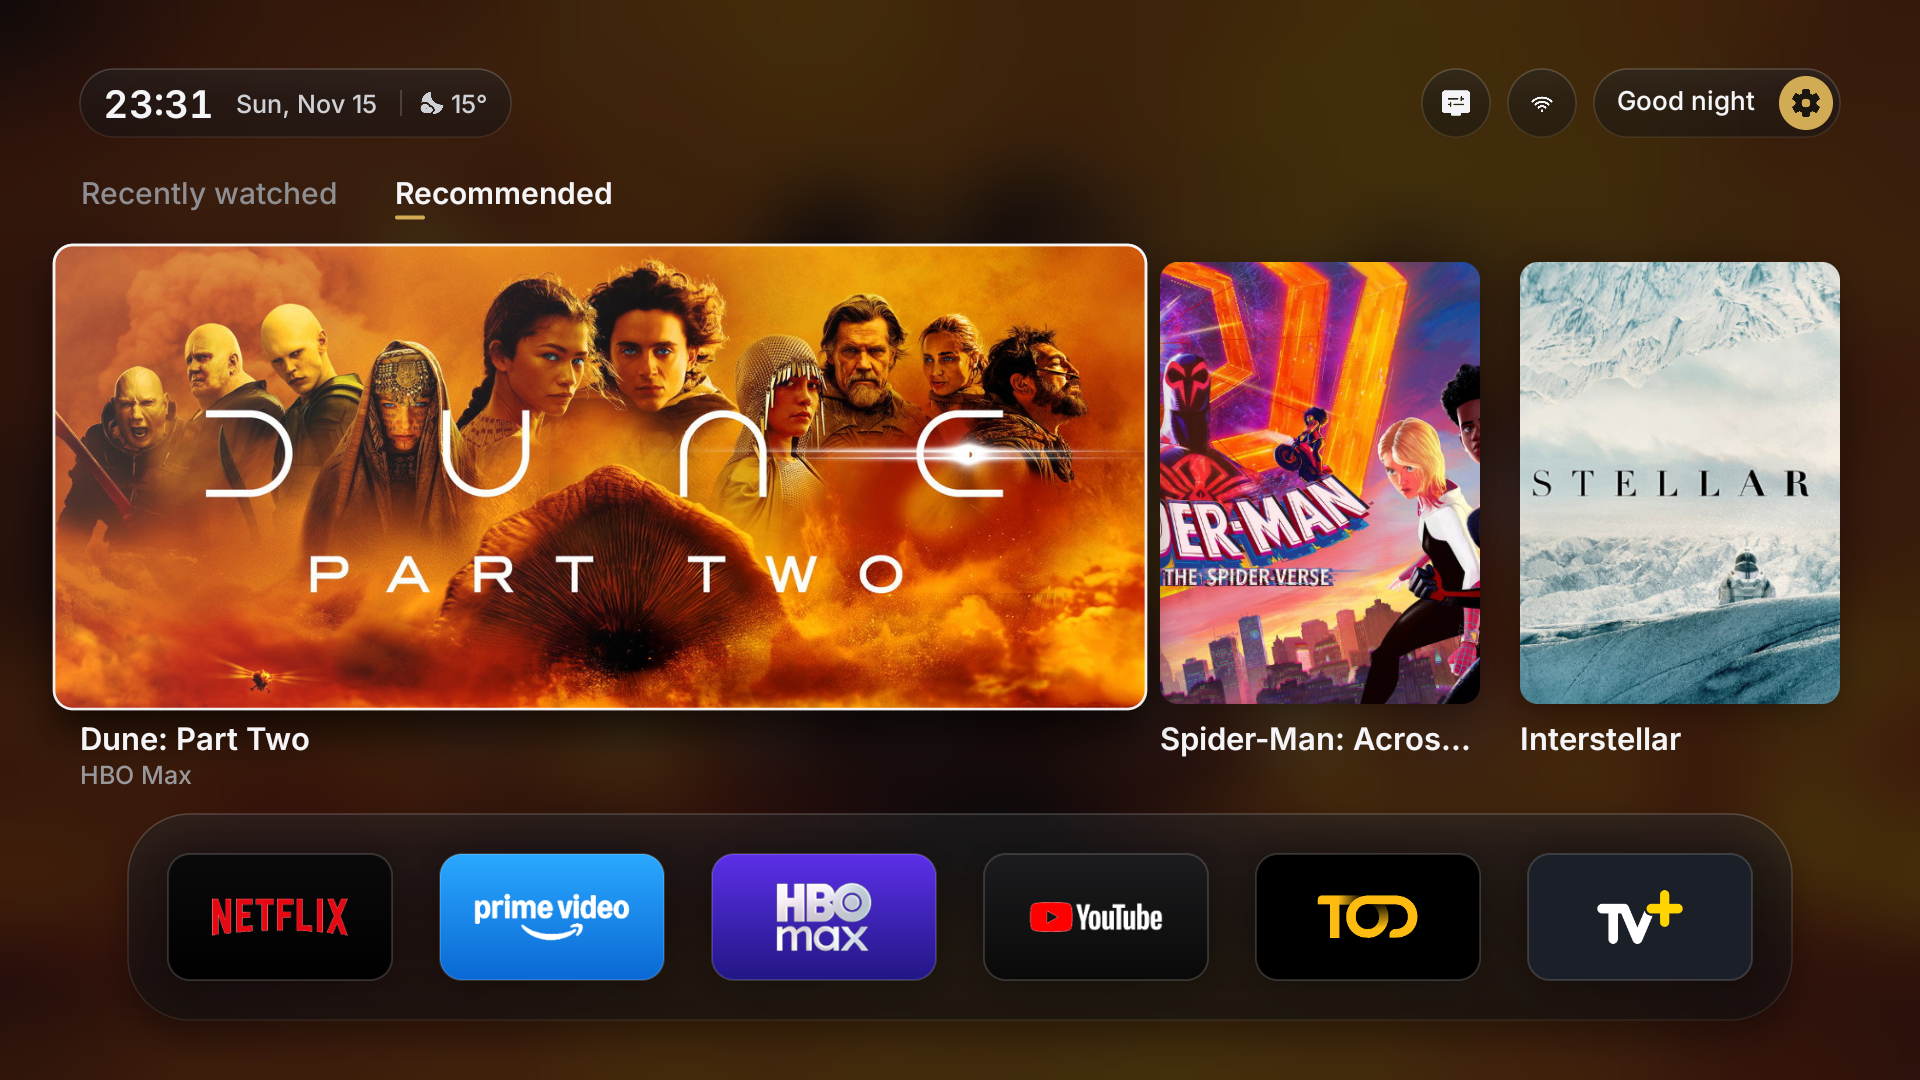 23:31 Sun, Nov 15 15°
Good night
Recently watched
Recommended
DUNE
PART TWO
DER-MAN
THE SPIDER-VERSE
STELLAR
Dune: Part Two
HBO Max
Spider-Man: Acros...
Interstellar
NETFLIX
prime video
HBO
max
YouTube
TOD
TV+